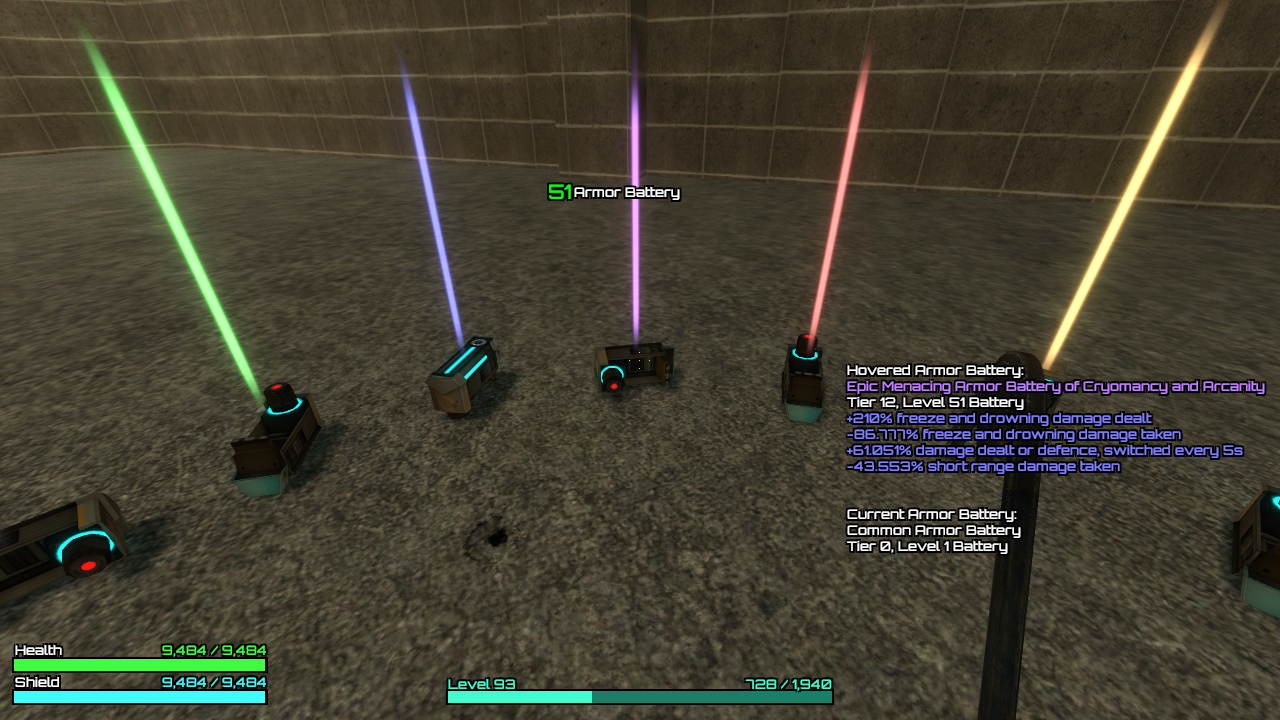 51 Armor Battery
Hovered Armor Battery:
Epic Menacing Armor Battery of Cryomancy and Arcanity
Tier 12, Level 51 Battery
+210% freeze and drowning damage dealt
-86.777% freeze and drowning damage taken
+61.051% damage dealt or defence, switched every 5s
-43.553% short range damage taken
Current Armor Battery:
Common Armor Battery
Tier 0, Level 1 Battery
Health 9,484 / 9,484
Shield 9,484 / 9,484
Level 93 728 / 1,940